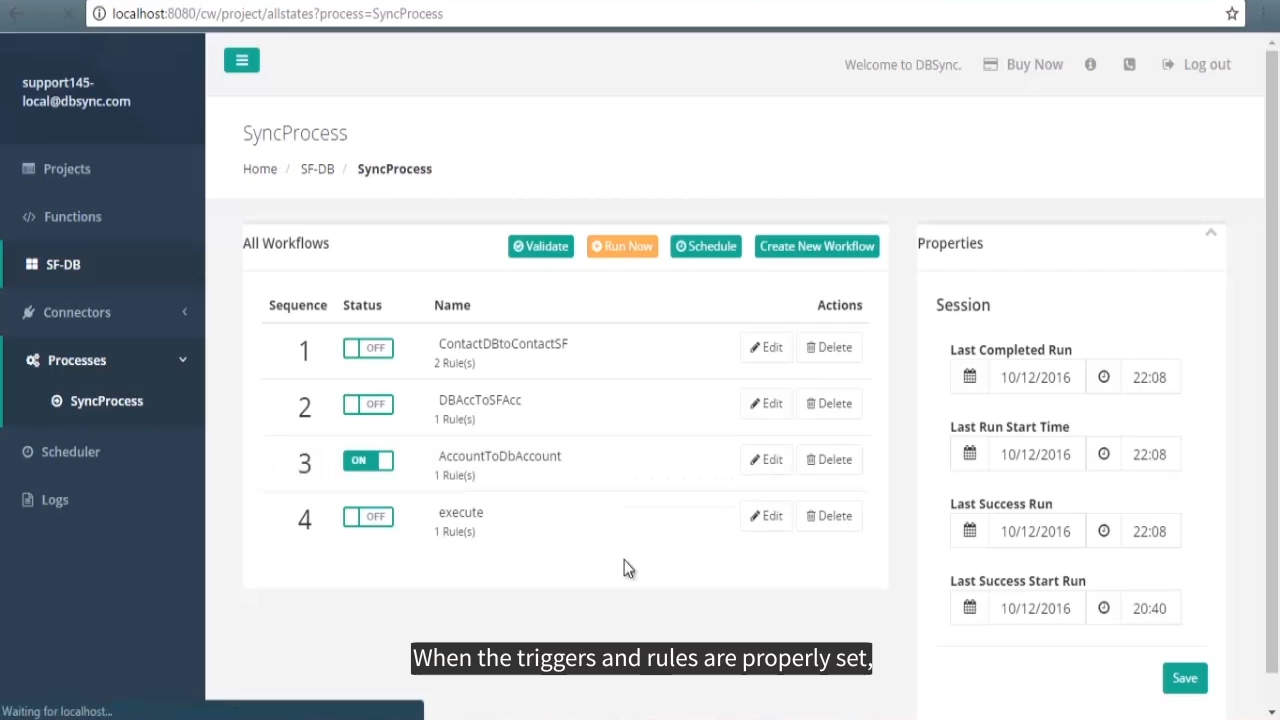 localhost:8080/cw/project/allstates?process=SyncProcess
support145-
local@dbsync.com
Projects
Functions
SF-DB
Connectors
Processes
SyncProcess
Scheduler
Logs
Welcome to DBSync.
Buy Now
Log out
SyncProcess
Home / SF-DB / SyncProcess
All Workflows
Validate
Run Now
Schedule
Create New Workflow
Sequence Status Name Actions
1 OFF ContactDBtoContactSF Edit Delete
2 Rule(s)
2 OFF DBAccToSFAcc Edit Delete
1 Rule(s)
3 ON AccountToDbAccount Edit Delete
1 Rule(s)
4 OFF execute Edit Delete
1 Rule(s)
Properties
Session
Last Completed Run
10/12/2016 22:08
Last Run Start Time
10/12/2016 22:08
Last Success Run
10/12/2016 22:08
Last Success Start Run
10/12/2016 20:40
Save
When the triggers and rules are properly set,
Waiting for localhost...